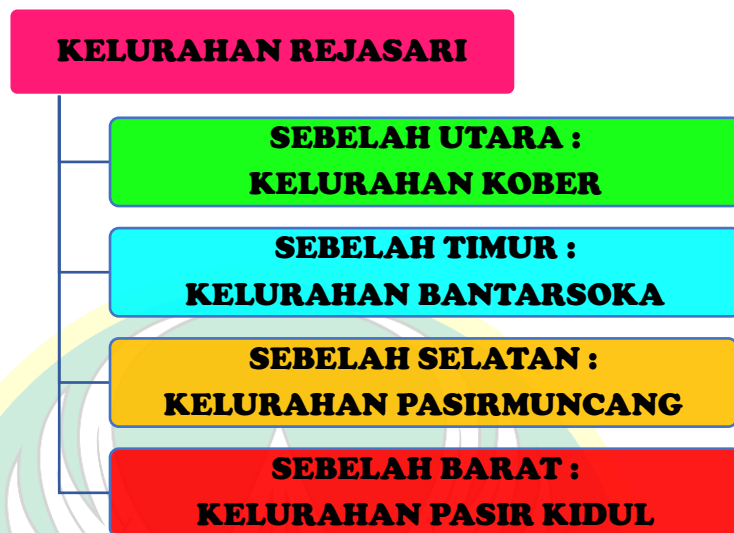 KELURAHAN REJASARI
SEBELAH UTARA :
KELURAHAN KOBER
SEBELAH TIMUR :
KELURAHAN BANTARSOKA
SEBELAH SELATAN :
KELURAHAN PASIRMUNCANG
SEBELAH BARAT :
KELURAHAN PASIR KIDUL